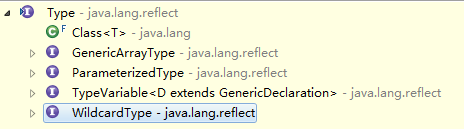 Type - java.lang.reflect
Class<T> - java.lang
GenericArrayType - java.lang.reflect
ParameterizedType - java.lang.reflect
TypeVariable<D extends GenericDeclaration> - java.lang.reflect
WildcardType - java.lang.reflect